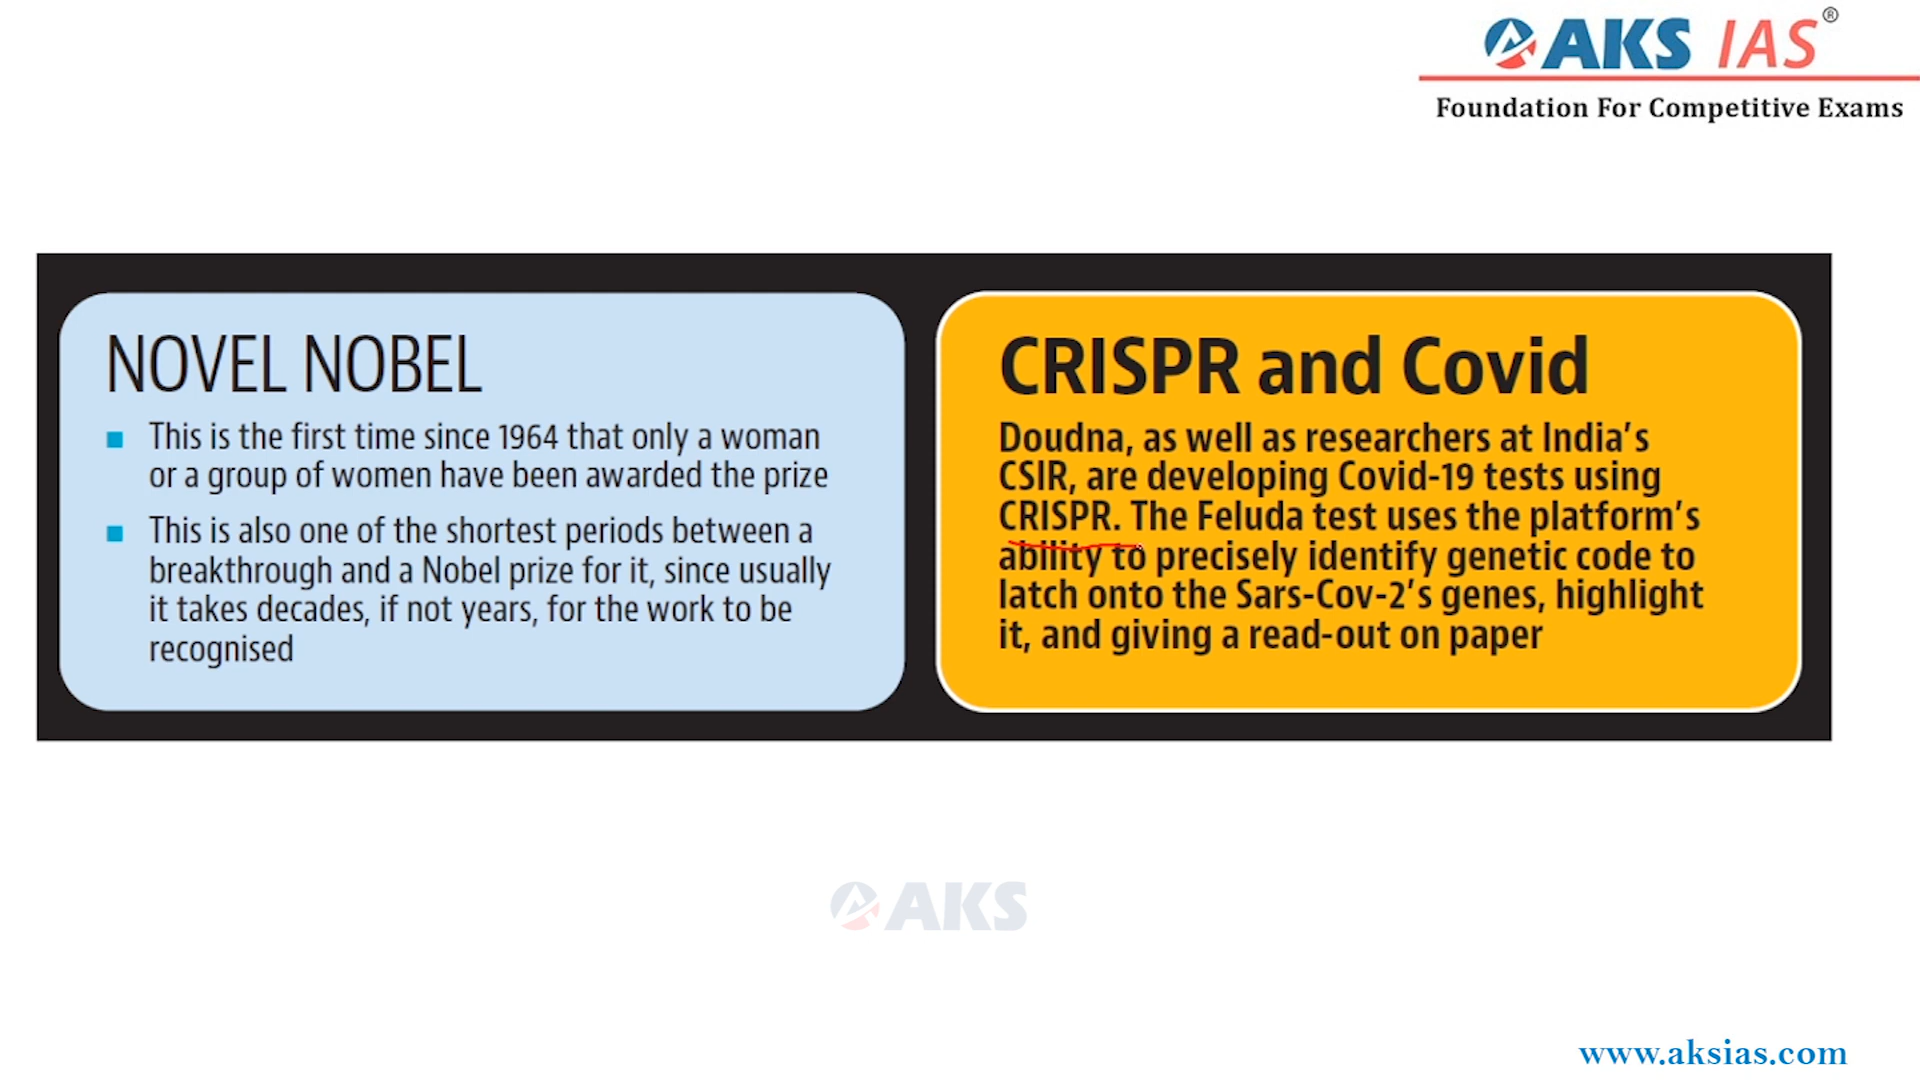 AKS IAS®
Foundation For Competitive Exams
NOVEL NOBEL
This is the first time since 1964 that only a woman
or a group of women have been awarded the prize
This is also one of the shortest periods between a
breakthrough and a Nobel prize for it, since usually
it takes decades, if not years, for the work to be
recognised
CRISPR and Covid
Doudna, as well as researchers at India's
CSIR, are developing Covid-19 tests using
CRISPR. The Feluda test uses the platform's
ability to precisely identify genetic code to
latch onto the Sars-Cov-2's genes, highlight
it, and giving a read-out on paper
AKS
www.aksias.com